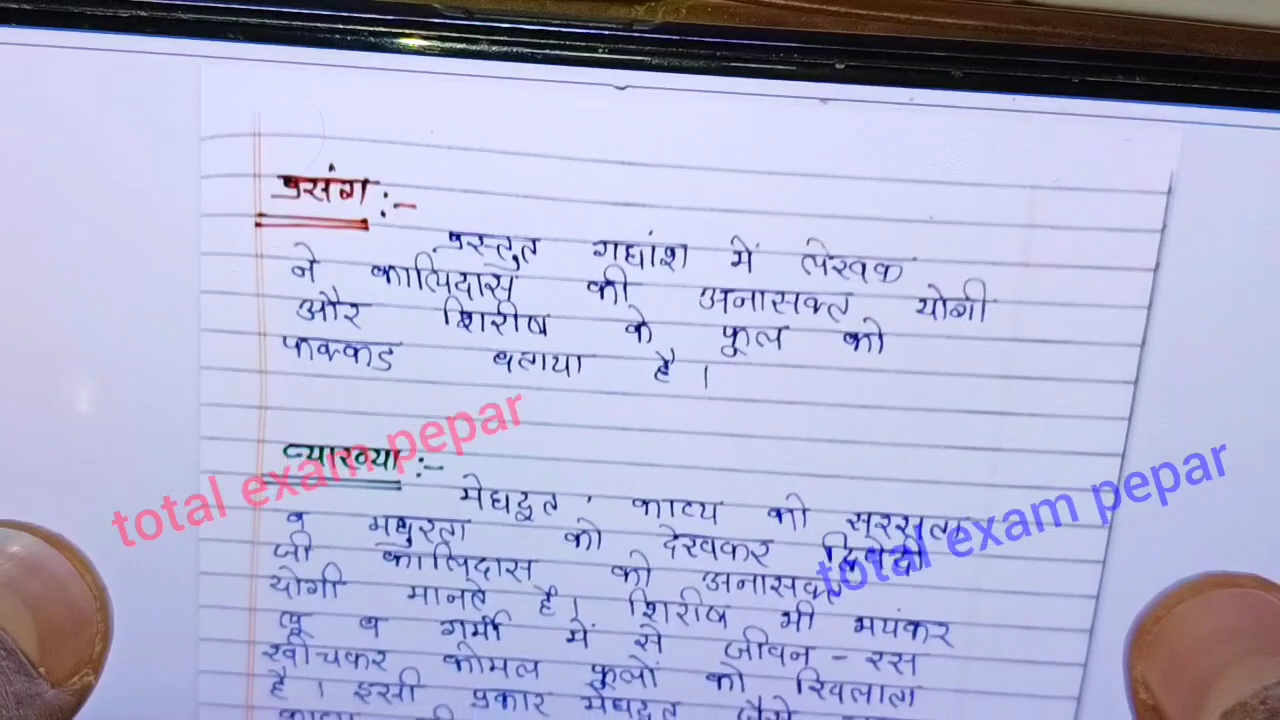 प्रसंग :-
प्रस्तुत गद्यांश में लेखक
ने कालिदास की अनासक्त योगी
और शिरीष के फूल को
फक्कड बताया है ।
व्याख्या :-
मेघदूत ' काव्य की सरसता
व मधुरता को देखकर द्विवेदी
जी कालिदास को अनासक्त
योगी मानते है । शिरीष भी भयंकर
लू व गर्मी में से जीवन - रस
खींचकर कोमल फूलों को खिलाता
है । इसी प्रकार मेघदूत जैसे
काव्य
total exam pepar
total exam pepar